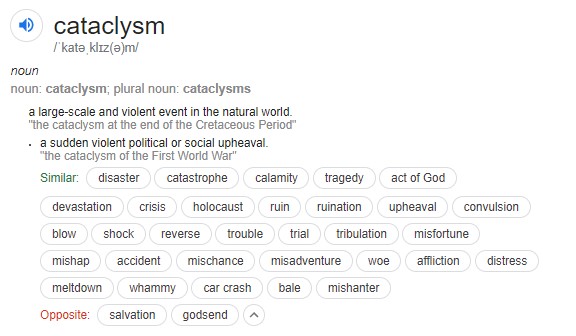 cataclysm
/ˈkatəˌklɪz(ə)m/
noun
noun: cataclysm; plural noun: cataclysms
a large-scale and violent event in the natural world.
"the cataclysm at the end of the Cretaceous Period"
• a sudden violent political or social upheaval.
"the cataclysm of the First World War"
Similar: disaster catastrophe calamity tragedy act of God
devastation crisis holocaust ruin ruination upheaval convulsion
blow shock reverse trouble trial tribulation misfortune
mishap accident mischance misadventure woe affliction distress
meltdown whammy car crash bale mishanter
Opposite: salvation godsend